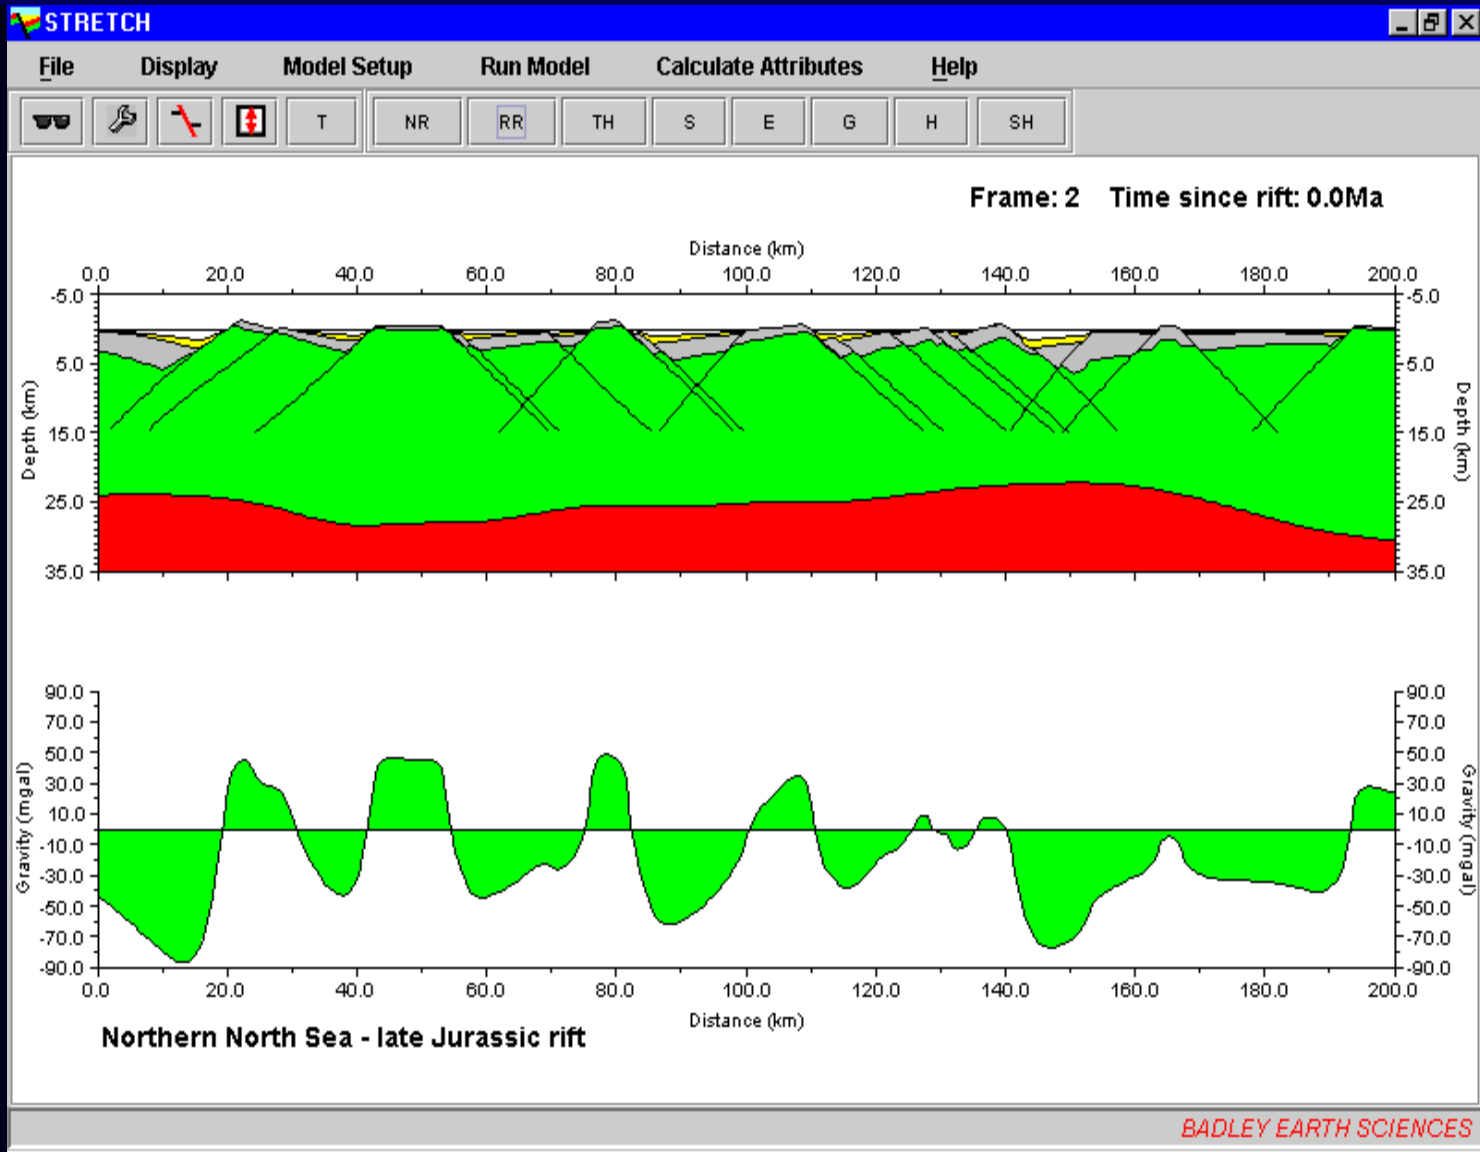 STRETCH
File Display Model Setup Run Model Calculate Attributes Help
T NR RR TH S E G H SH
Frame: 2 Time since rift: 0.0Ma
Distance (km)
0.0 20.0 40.0 60.0 80.0 100.0 120.0 140.0 160.0 180.0 200.0
-5.0 -5.0
5.0 5.0
15.0 15.0
25.0 25.0
35.0 35.0
Depth (km)
Depth (km)
90.0 90.0
70.0 70.0
50.0 50.0
30.0 30.0
10.0 10.0
-10.0 -10.0
-30.0 -30.0
-50.0 -50.0
-70.0 -70.0
-90.0 -90.0
Gravity (mgal)
Gravity (mgal)
0.0 20.0 40.0 60.0 80.0 100.0 120.0 140.0 160.0 180.0 200.0
Distance (km)
Northern North Sea - late Jurassic rift
BADLEY EARTH SCIENCES